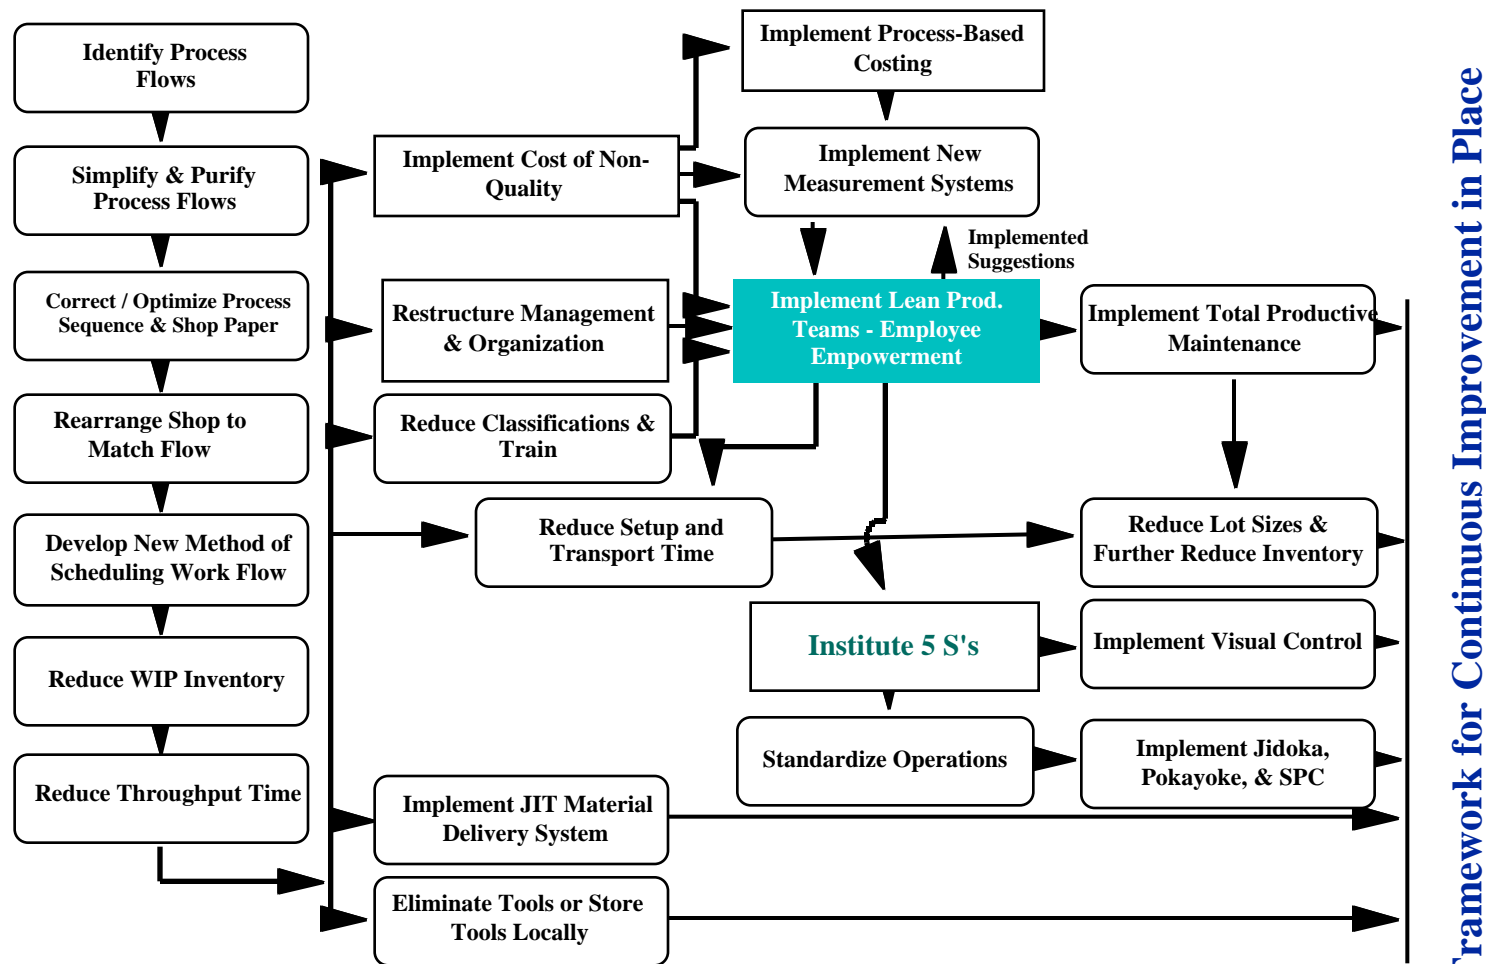 Identify Process
Flows
Simplify & Purify
Process Flows
Correct / Optimize Process
Sequence & Shop Paper
Rearrange Shop to
Match Flow
Develop New Method of
Scheduling Work Flow
Reduce WIP Inventory
Reduce Throughput Time
Implement Cost of Non-
Quality
Restructure Management
& Organization
Reduce Classifications &
Train
Reduce Setup and
Transport Time
Implement JIT Material
Delivery System
Eliminate Tools or Store
Tools Locally
Implement Process-Based
Costing
Implement New
Measurement Systems
Implemented
Suggestions
Implement Lean Prod.
Teams - Employee
Empowerment
Institute 5 S's
Standardize Operations
Implement Total Productive
Maintenance
Reduce Lot Sizes &
Further Reduce Inventory
Implement Visual Control
Implement Jidoka,
Pokayoke, & SPC
Framework for Continuous Improvement in Place